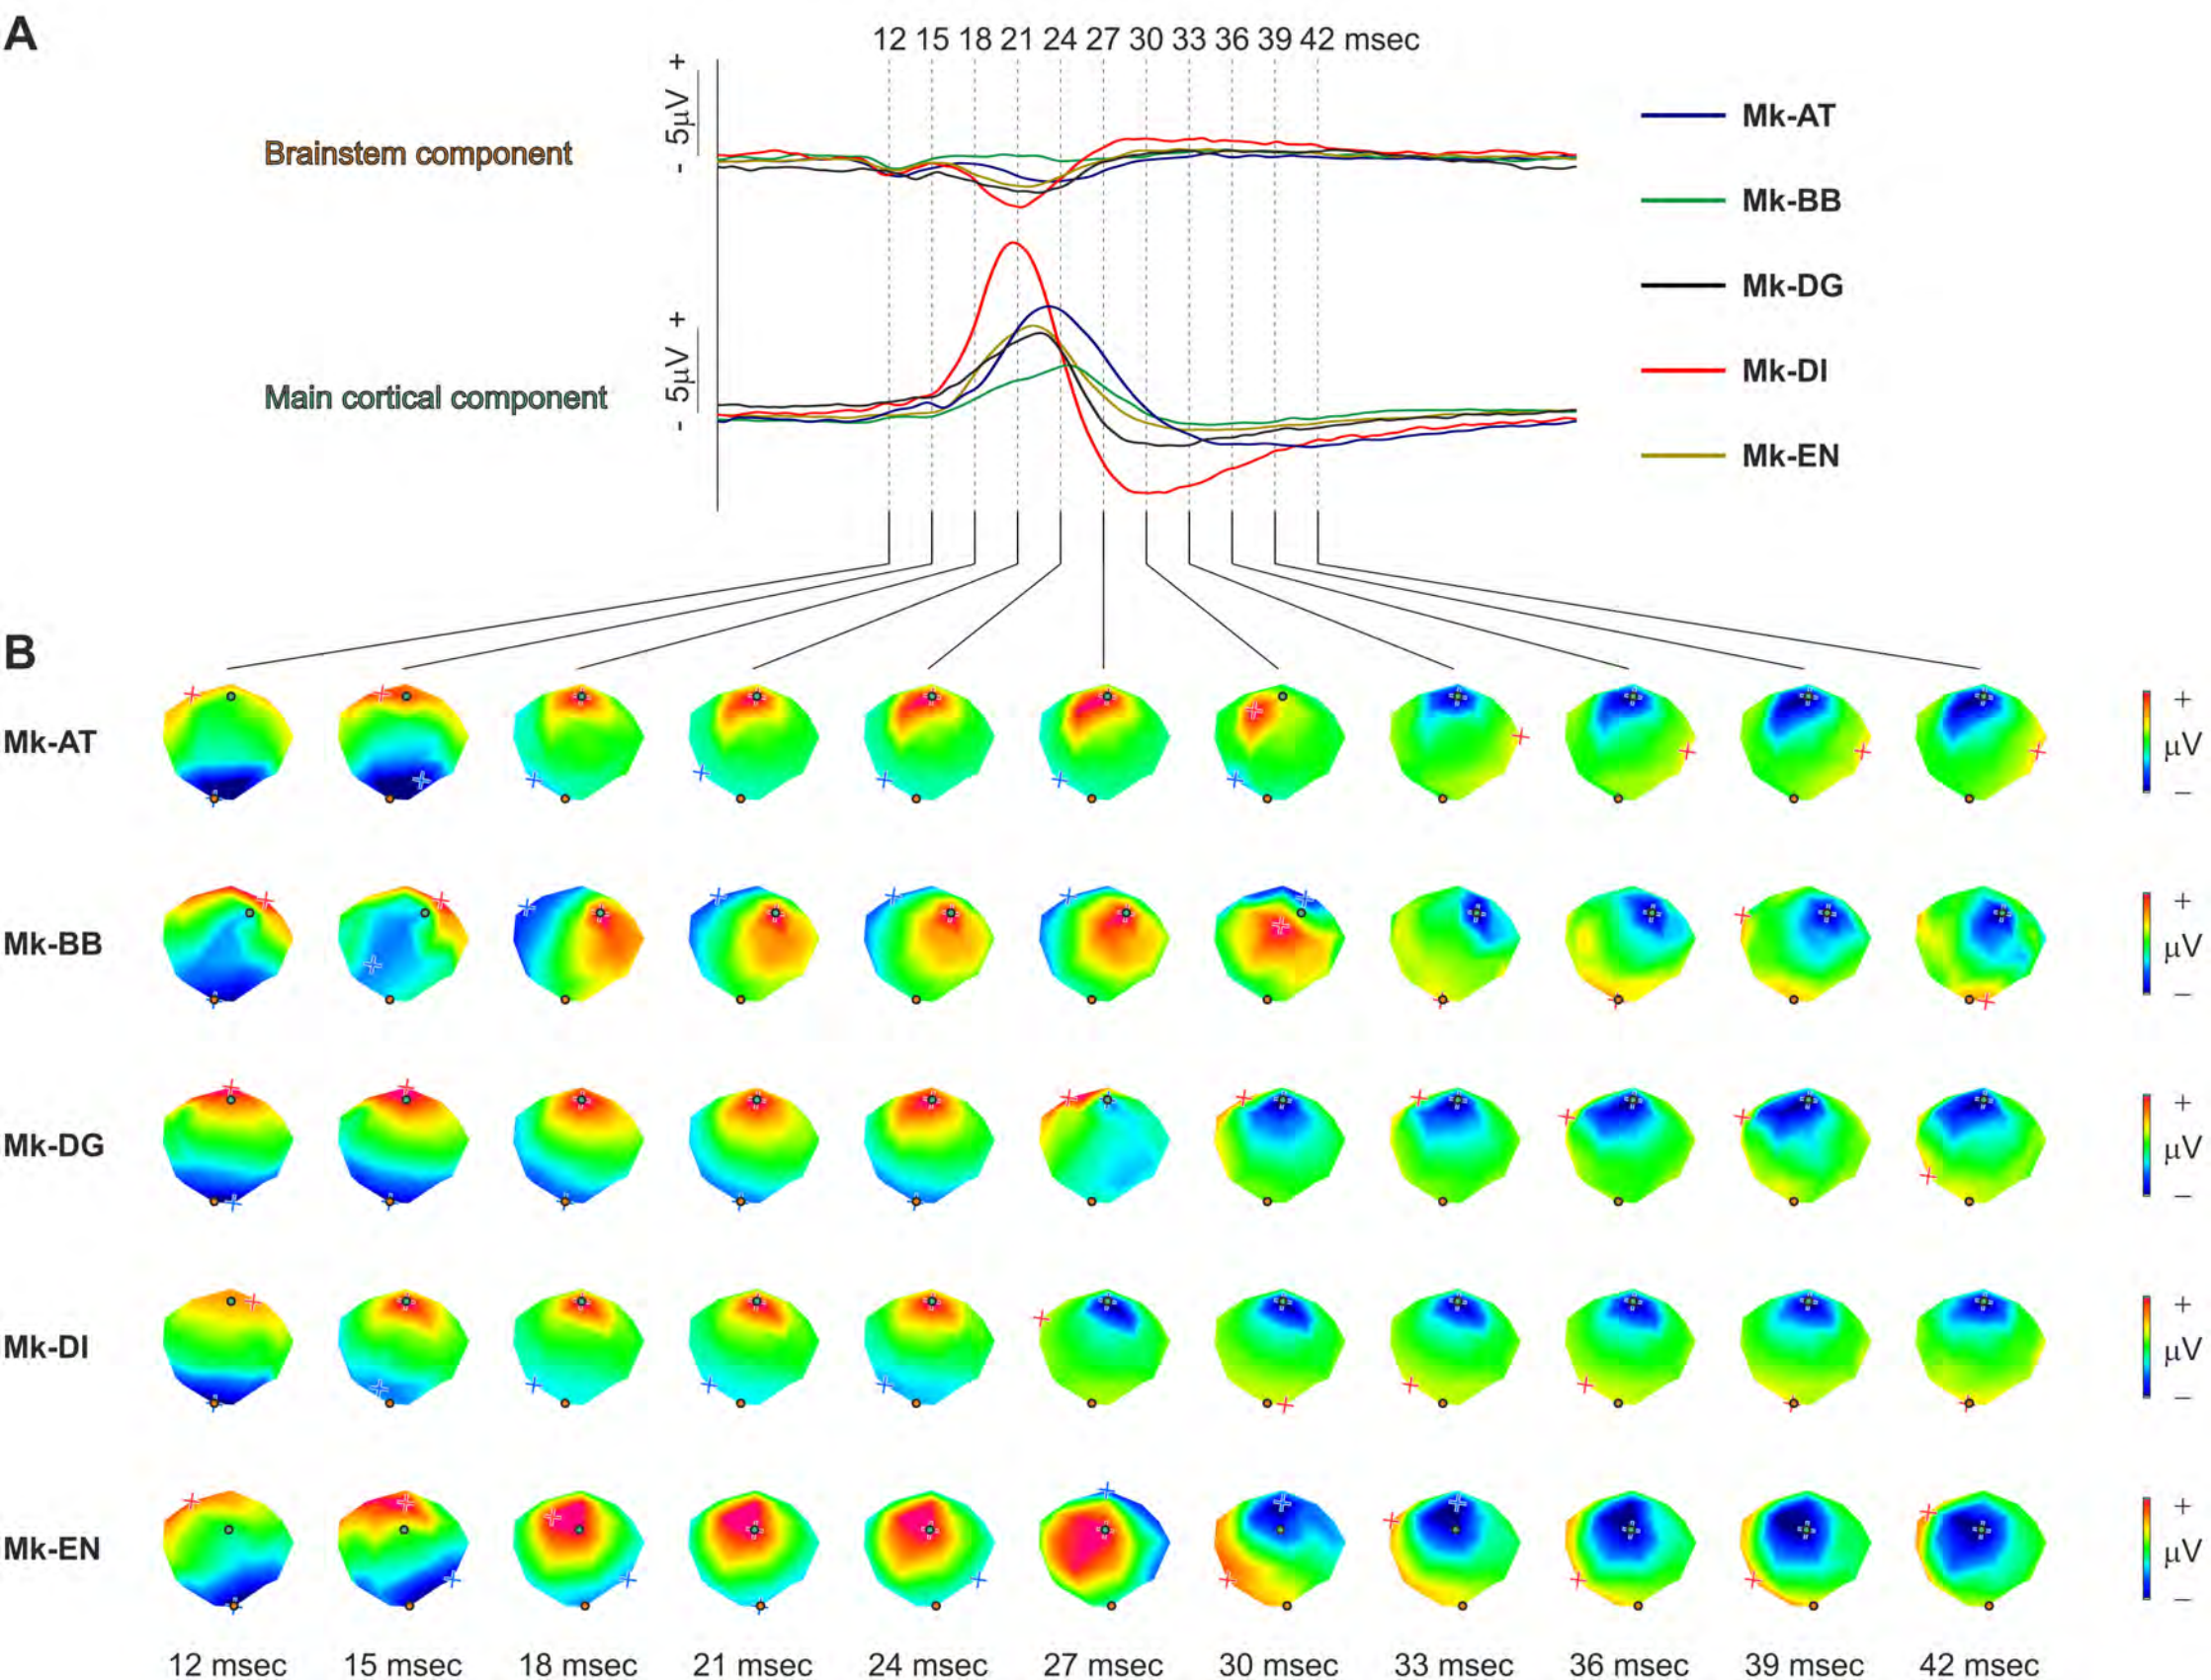 A
12 15 18 21 24 27 30 33 36 39 42 msec
- 5µV +
Brainstem component
Mk-AT
Mk-BB
Mk-DG
Mk-DI
Mk-EN
- 5µV +
Main cortical component
B
Mk-AT
+
µV
–
Mk-BB
+
µV
–
Mk-DG
+
µV
–
Mk-DI
+
µV
–
Mk-EN
+
µV
–
12 msec 15 msec 18 msec 21 msec 24 msec 27 msec 30 msec 33 msec 36 msec 39 msec 42 msec